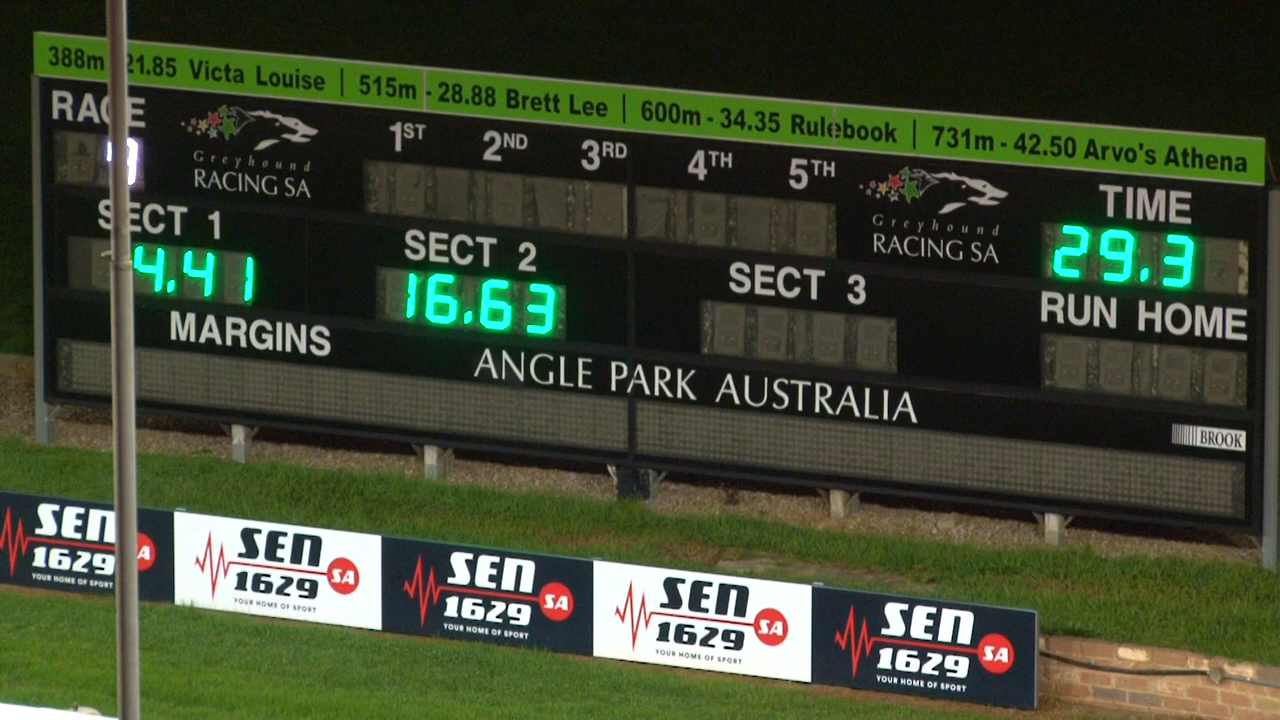 388m 21.85 Victa Louise | 515m - 28.88 Brett Lee | 600m - 34.35 Rulebook | 731m - 42.50 Arvo's Athena
RACE
Greyhound
RACING SA
1ST 2ND 3RD 4TH 5TH
Greyhound
RACING SA
TIME
29.3
SECT 1
4.41
SECT 2
16.63
SECT 3
RUN HOME
MARGINS
ANGLE PARK AUSTRALIA
BROOK
SEN
1629
A
YOUR HOME OF SPORT
SEN
1629
SA
YOUR HOME OF SPORT
SEN
1629
SA
YOUR HOME OF SPORT
SEN
1629
SA
YOUR HOME OF SPORT
SEN
1629
SA
YOUR HOME OF SPORT